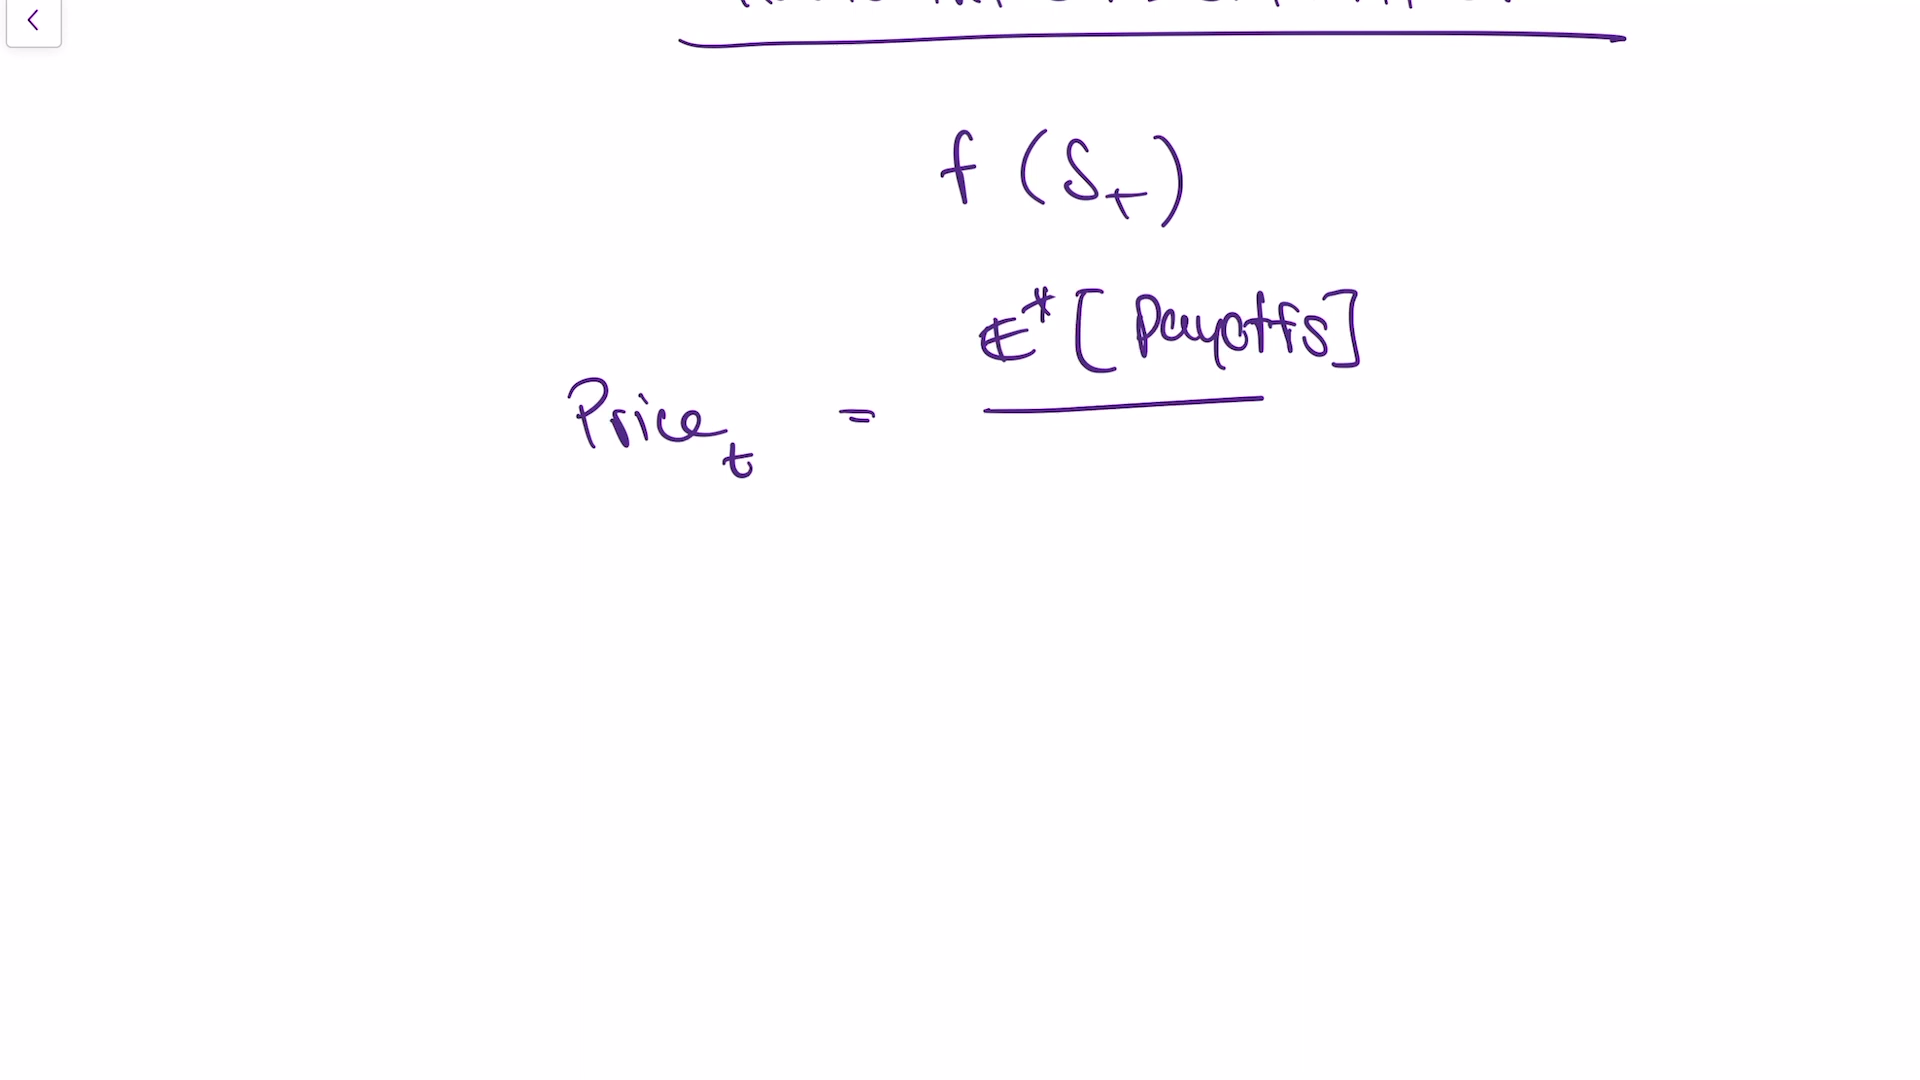 f (S_T)
𝔼* [Payoffs]
Price_t = ―